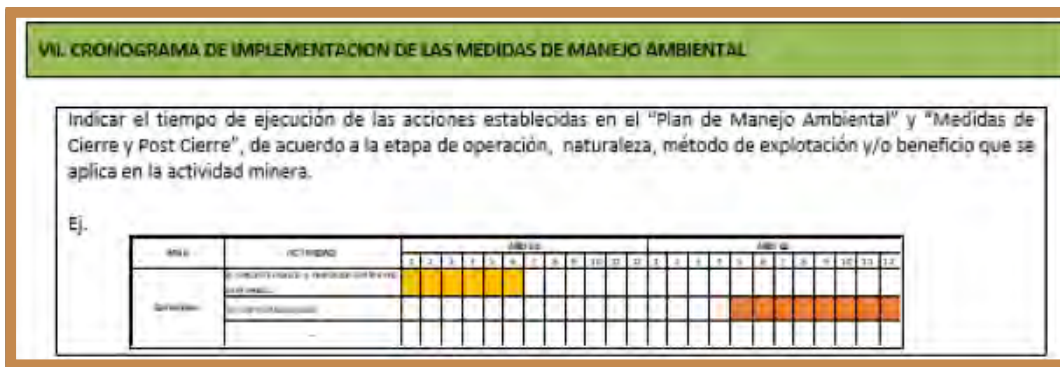 VII. CRONOGRAMA DE IMPLEMENTACION DE LAS MEDIDAS DE MANEJO AMBIENTAL
Indicar el tiempo de ejecución de las acciones establecidas en el "Plan de Manejo Ambiental" y "Medidas de
Cierre y Post Cierre", de acuerdo a la etapa de operación, naturaleza, método de explotación y/o beneficio que se
aplica en la actividad minera.
Ej.
ACTIVIDAD
1 2 3 4 5 6 7 8 9 10 11 12 1 2 3 4 5 6 7 8 9 10 11 12